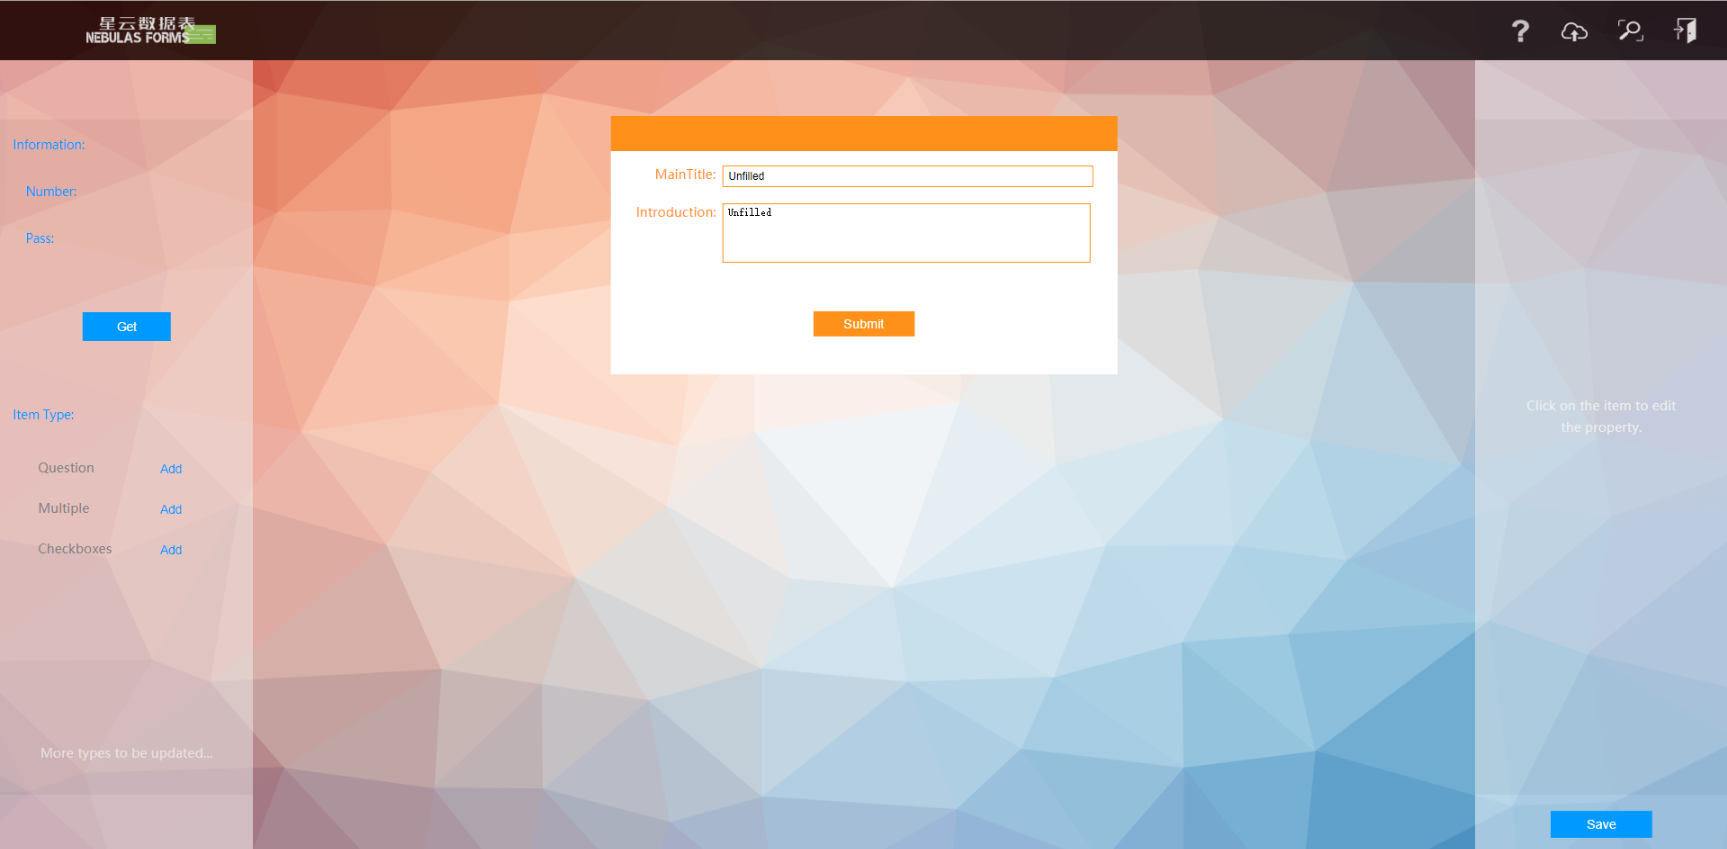 星云数据表
NEBULAS FORMS
?
Information:
Number:
Pass:
Get
Item Type:
Question Add
Multiple Add
Checkboxes Add
More types to be updated...
MainTitle: Unfilled
Introduction: Unfilled
Submit
Click on the item to edit
the property.
Save